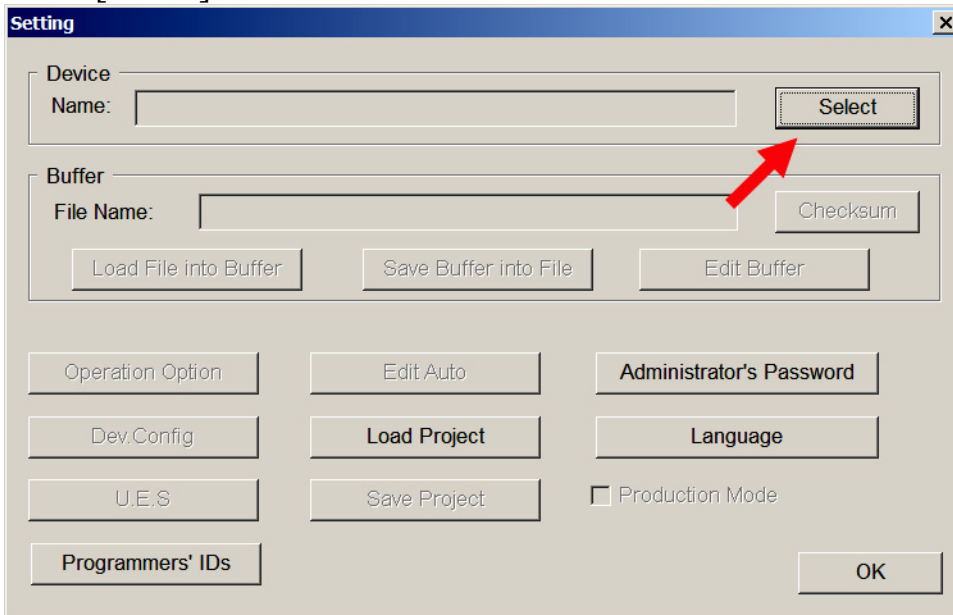 Setting
Device
Name:
Select
Buffer
File Name:
Checksum
Load File into Buffer
Save Buffer into File
Edit Buffer
Operation Option
Edit Auto
Administrator's Password
Dev.Config
Load Project
Language
U.E.S
Save Project
Production Mode
Programmers' IDs
OK